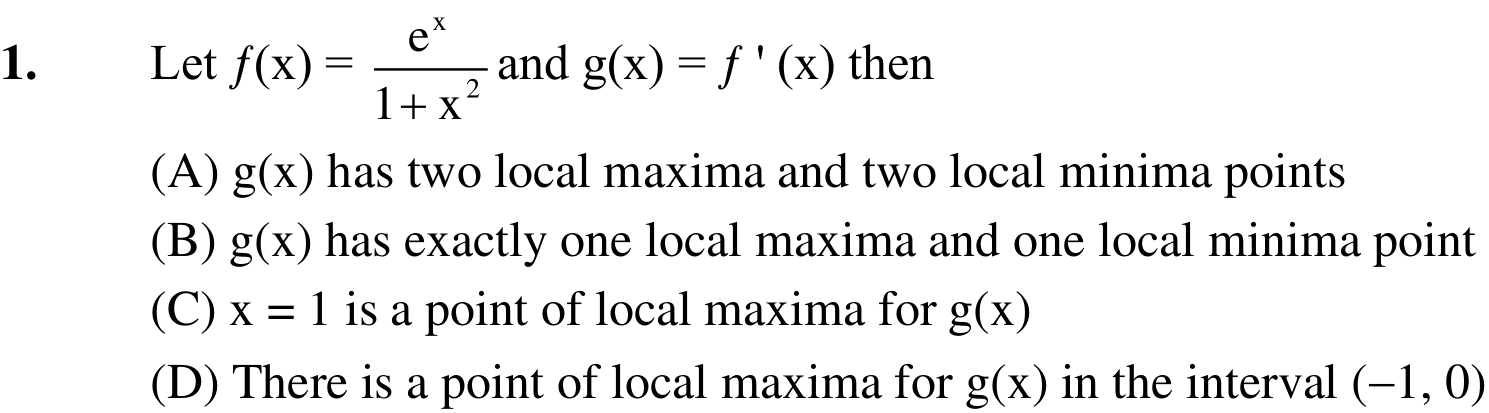 1. Let f(x) = e^x / (1 + x^2) and g(x) = f ' (x) then
(A) g(x) has two local maxima and two local minima points
(B) g(x) has exactly one local maxima and one local minima point
(C) x = 1 is a point of local maxima for g(x)
(D) There is a point of local maxima for g(x) in the interval (–1, 0)